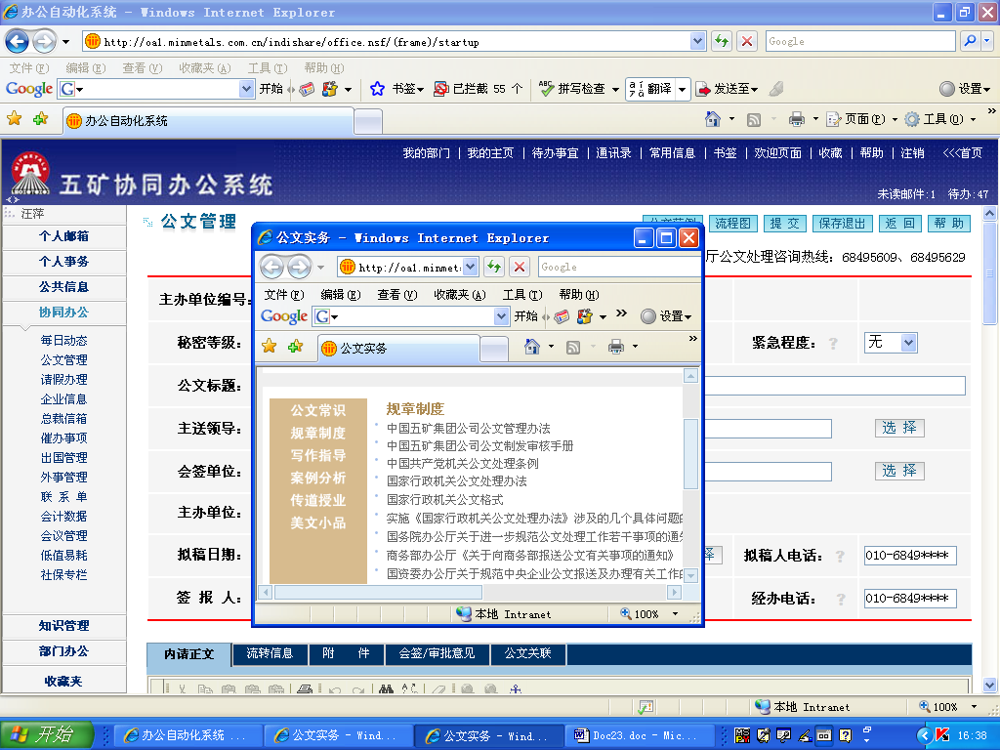 办公自动化系统 - Windows Internet Explorer
http://oa1.minmetals.com.cn/indishare/office.nsf/(frame)/startup
Google
文件(F) 编辑(E) 查看(V) 收藏夹(A) 工具(T) 帮助(H)
Google G 开始 书签 已拦截 55 个 ABC 拼写检查 翻译 发送至 设置
办公自动化系统 页面(P) 工具(O) »
我的部门 | 我的主页 | 待办事宜 | 通讯录 | 常用信息 | 书签 | 欢迎页面 | 收藏 | 帮助 | 注销 <<<首页
五矿协同办公系统
未读邮件:1 待办:47
汪萍
个人邮箱
个人事务
公共信息
协同办公
每日动态
公文管理
请假办理
企业信息
总裁信箱
催办事项
出国管理
外事管理
联 系 单
会计数据
会议管理
低值易耗
社保专栏
知识管理
部门办公
收藏夹
公文管理
流程图 提 交 保存退出 返 回 帮 助
厅公文处理咨询热线：68495609、68495629
主办单位编号:
秘密等级:
紧急程度: ? 无
公文标题:
主送领导: 选 择
会签单位: 选 择
主办单位:
拟稿日期: 拟稿人电话: ? 010-6849****
签 报 人: 经办电话: ? 010-6849****
内请正文 流转信息 附 件 会签/审批意见 公文关联
公文实务 - Windows Internet Explorer
http://oa1.minmet
Google
文件(F) 编辑(E) 查看(V) 收藏夹(A) 工具(T) 帮助(H)
Google G 开始 » 设置
公文实务 »
公文常识
规章制度
写作指导
案例分析
传道授业
美文小品
规章制度
中国五矿集团公司公文管理办法
中国五矿集团公司公文制发审核手册
中国共产党机关公文处理条例
国家行政机关公文处理办法
国家行政机关公文格式
实施《国家行政机关公文处理办法》涉及的几个具体问题
国务院办公厅关于进一步规范公文处理工作若干事项的通
商务部办公厅《关于向商务部报送公文有关事项的通知》
国资委办公厅关于规范中央企业公文报送及办理有关工作
本地 Intranet 100%
本地 Intranet 100%
开始 办公自动化系统 ... 公文实务 - Wind... 公文实务 - Wind... Doc23.doc - Mic... 16:38